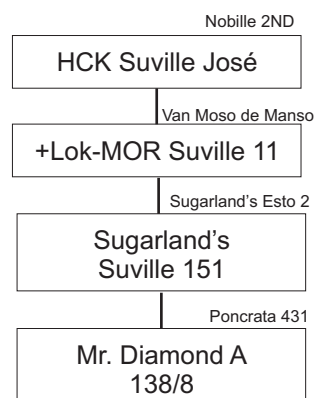 Nobille 2ND
HCK Suville José
Van Moso de Manso
+Lok-MOR Suville 11
Sugarland's Esto 2
Sugarland's
Suville 151
Poncrata 431
Mr. Diamond A
138/8